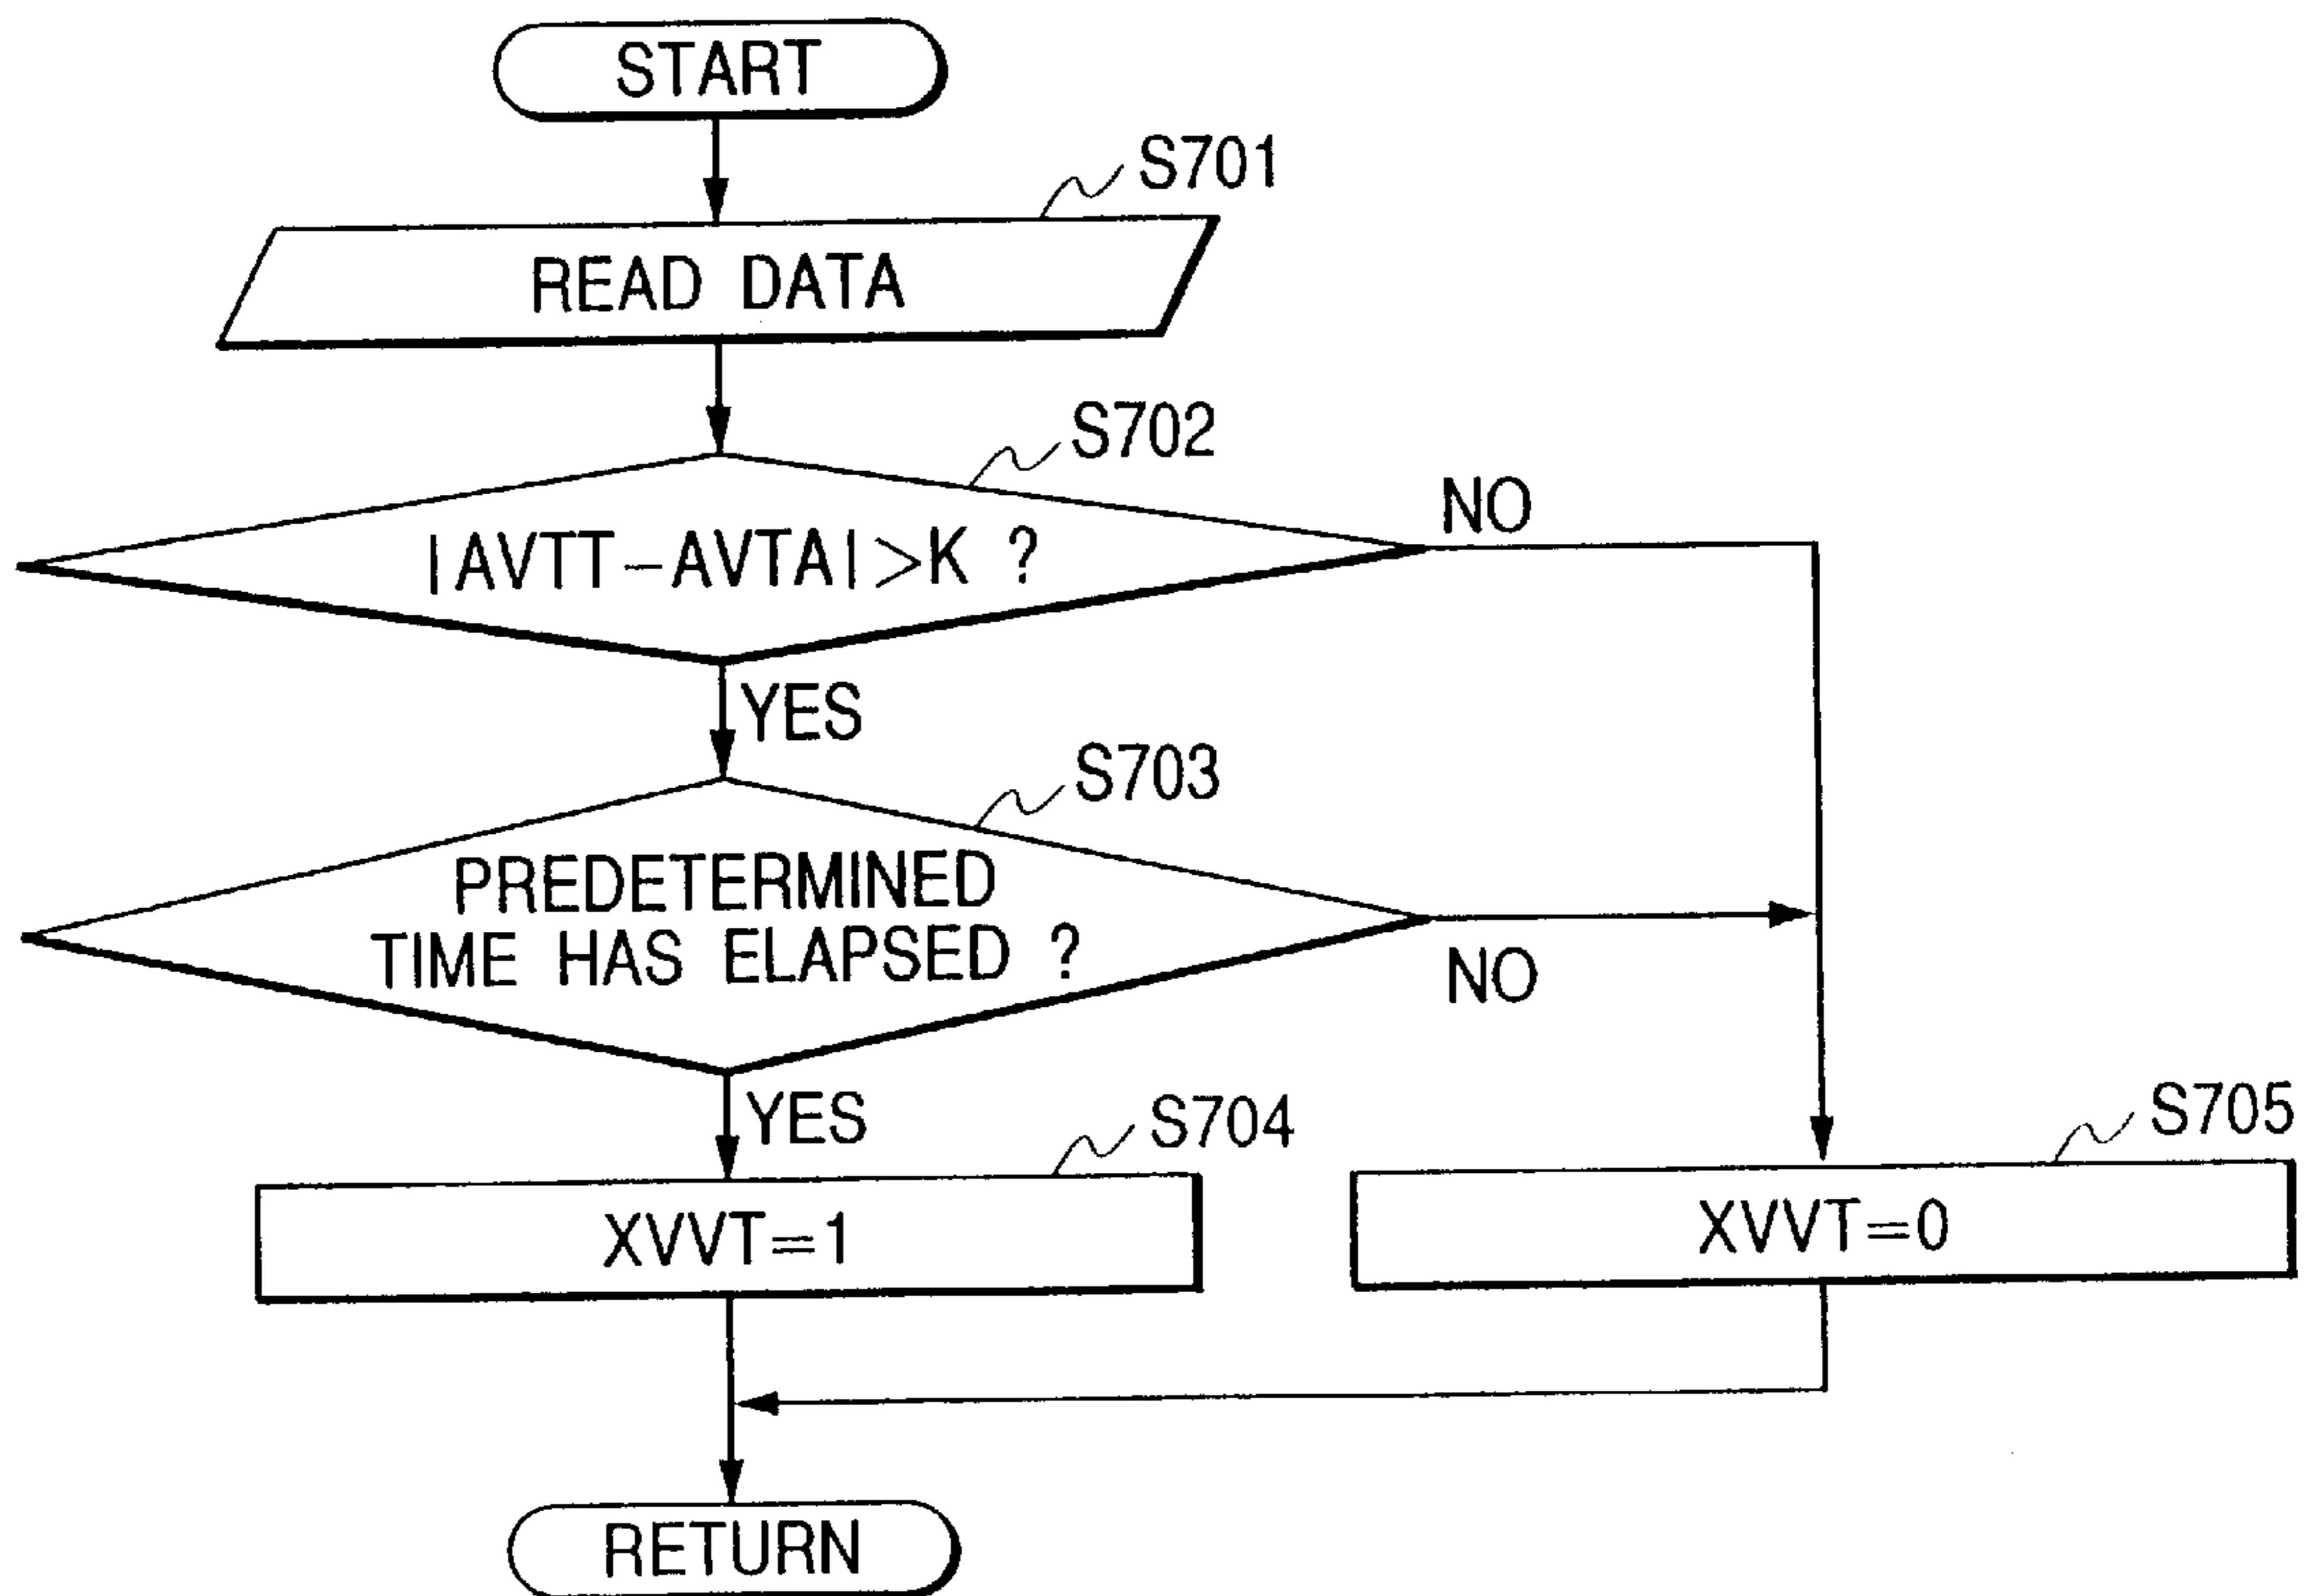 START
S701
READ DATA
S702
|AVTT-AVTA|>K ?
NO
YES
S703
PREDETERMINED
TIME HAS ELAPSED ?
NO
YES
S704
S705
XVVT=1
XVVT=0
RETURN